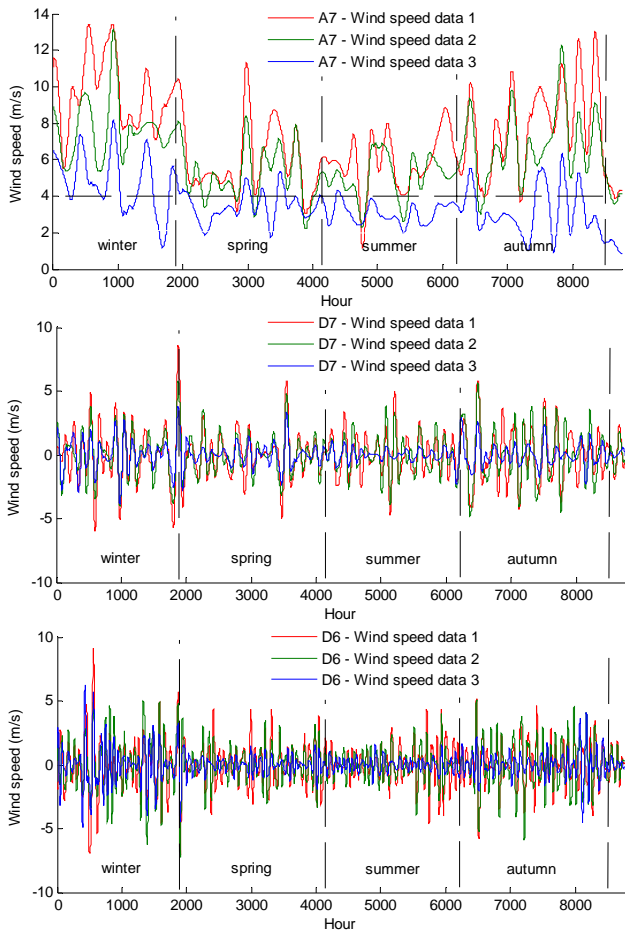 14
A7 - Wind speed data 1
A7 - Wind speed data 2
A7 - Wind speed data 3
12
10
8
6
4
2
0
Wind speed (m/s)
winter
spring
summer
autumn
0 1000 2000 3000 4000 5000 6000 7000 8000
Hour
D7 - Wind speed data 1
D7 - Wind speed data 2
D7 - Wind speed data 3
10
5
0
-5
-10
Wind speed (m/s)
winter
spring
summer
autumn
0 1000 2000 3000 4000 5000 6000 7000 8000
Hour
D6 - Wind speed data 1
D6 - Wind speed data 2
D6 - Wind speed data 3
10
5
0
-5
-10
Wind speed (m/s)
winter
spring
summer
autumn
0 1000 2000 3000 4000 5000 6000 7000 8000
Hour